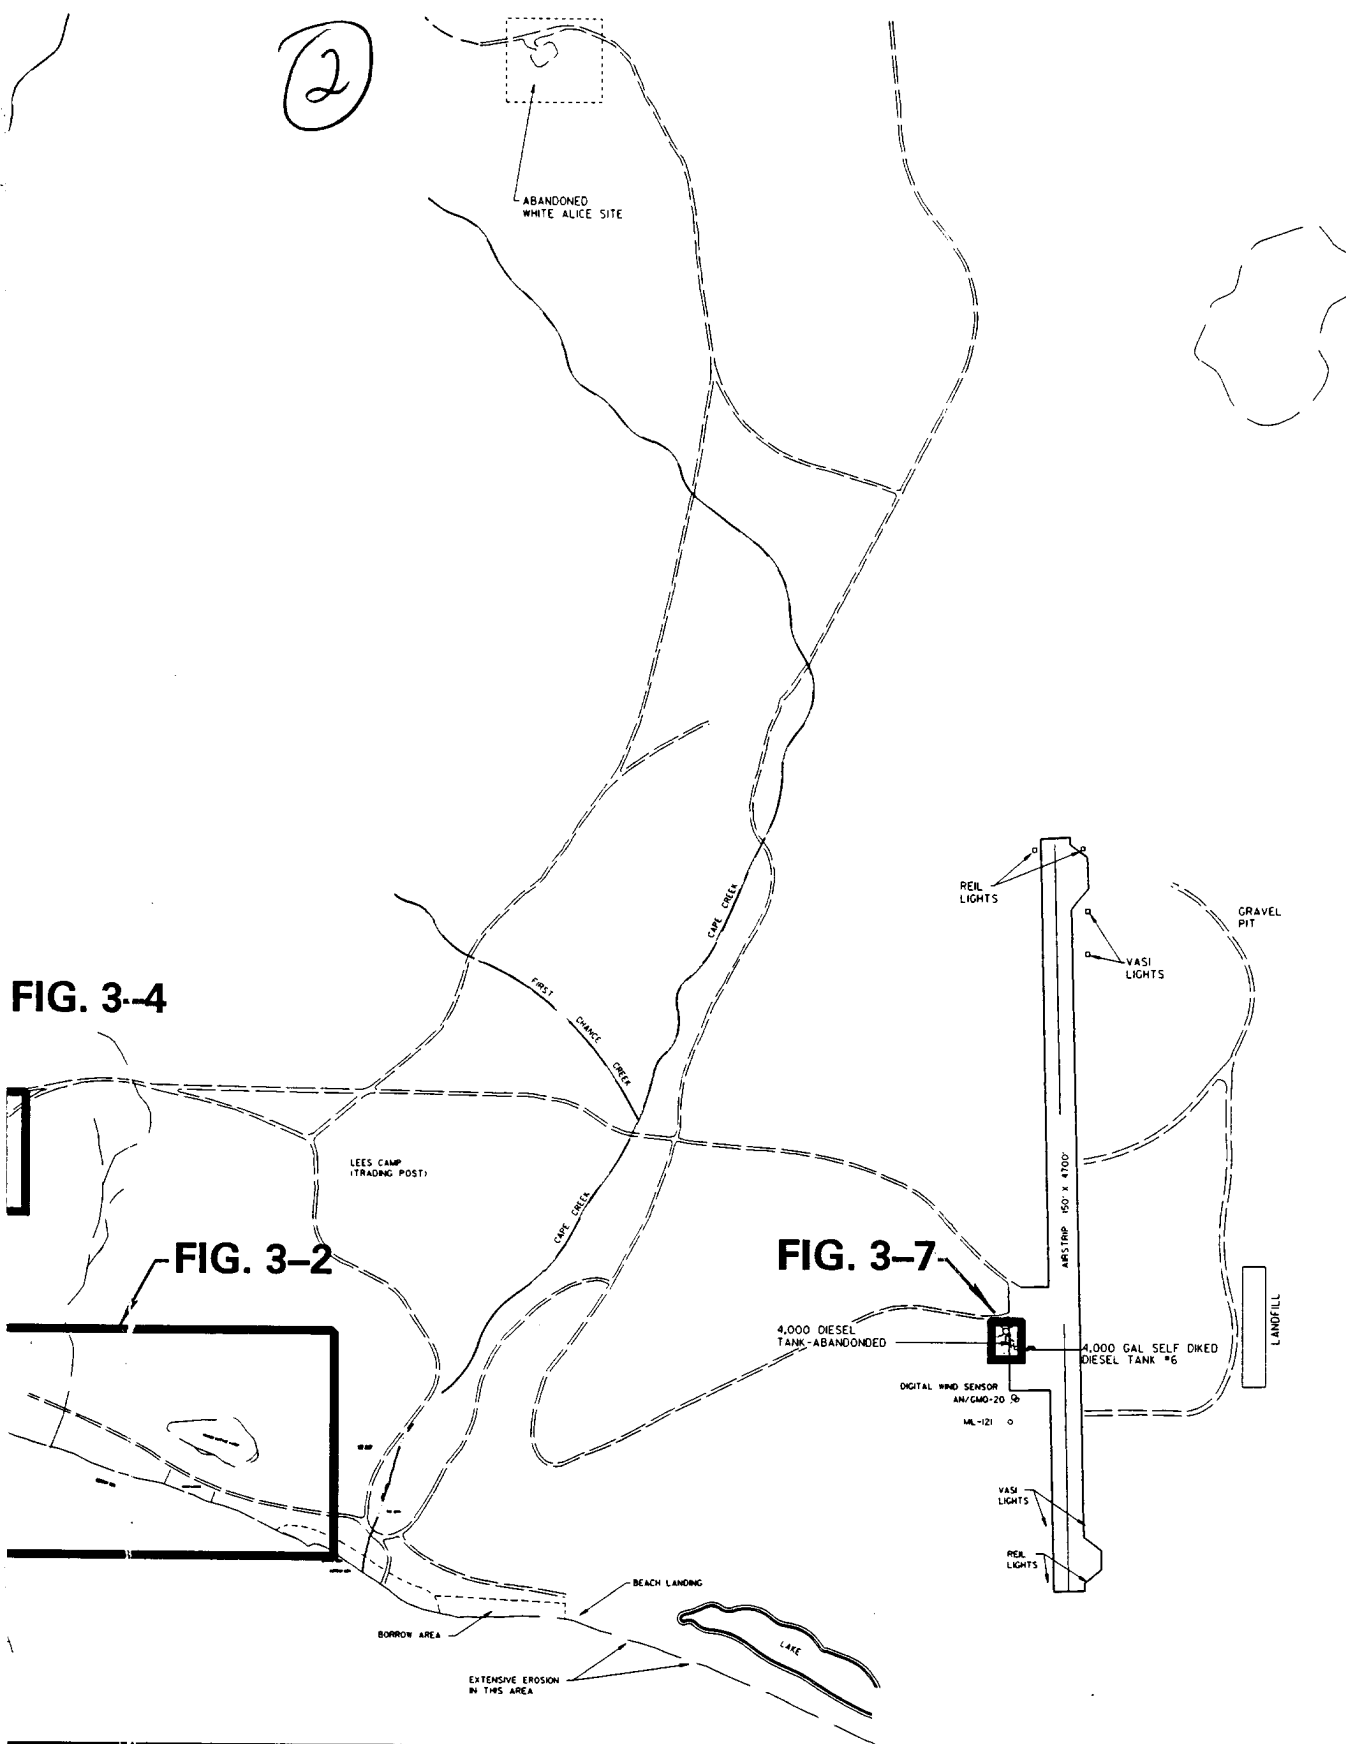 2
ABANDONED
WHITE ALICE SITE
REIL
LIGHTS
GRAVEL
PIT
VASI
LIGHTS
CAPE CREEK
FIRST
CHANCE
CREEK
FIG. 3-4
LEES CAMP
(TRADING POST)
CAPE CREEK
AIRSTRIP 150' X 4700'
FIG. 3-2
FIG. 3-7
LANDFILL
4,000 DIESEL
TANK-ABANDONDED
4,000 GAL SELF DIKED
DIESEL TANK #6
DIGITAL WIND SENSOR
AN/GMQ-20
ML-121
VASI
LIGHTS
REIL
LIGHTS
BEACH LANDING
BORROW AREA
LAKE
EXTENSIVE EROSION
IN THIS AREA